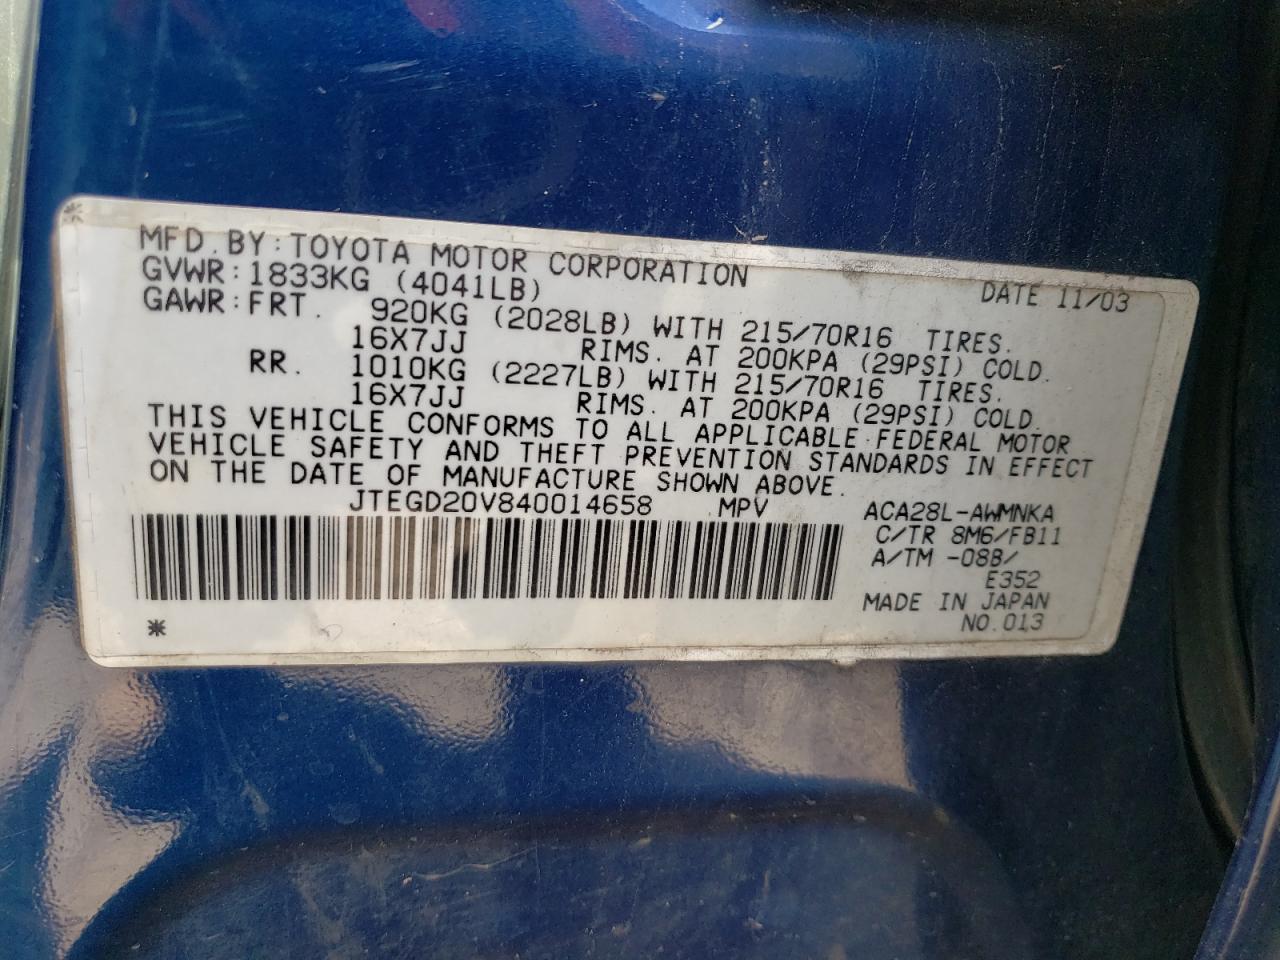 MFD. BY: TOYOTA MOTOR CORPORATION DATE 11/03
GVWR: 1833KG (4041LB)
GAWR: FRT. 920KG (2028LB) WITH 215/70R16 TIRES.
16X7JJ RIMS. AT 200KPA (29PSI) COLD.
RR. 1010KG (2227LB) WITH 215/70R16 TIRES.
16X7JJ RIMS. AT 200KPA (29PSI) COLD.
THIS VEHICLE CONFORMS TO ALL APPLICABLE FEDERAL MOTOR
VEHICLE SAFETY AND THEFT PREVENTION STANDARDS IN EFFECT
ON THE DATE OF MANUFACTURE SHOWN ABOVE.
JTEGD20V840014658 MPV
ACA28L-AWMNKA
C/TR 8M6/FB11
A/TM -08B/
E352
MADE IN JAPAN
NO.013